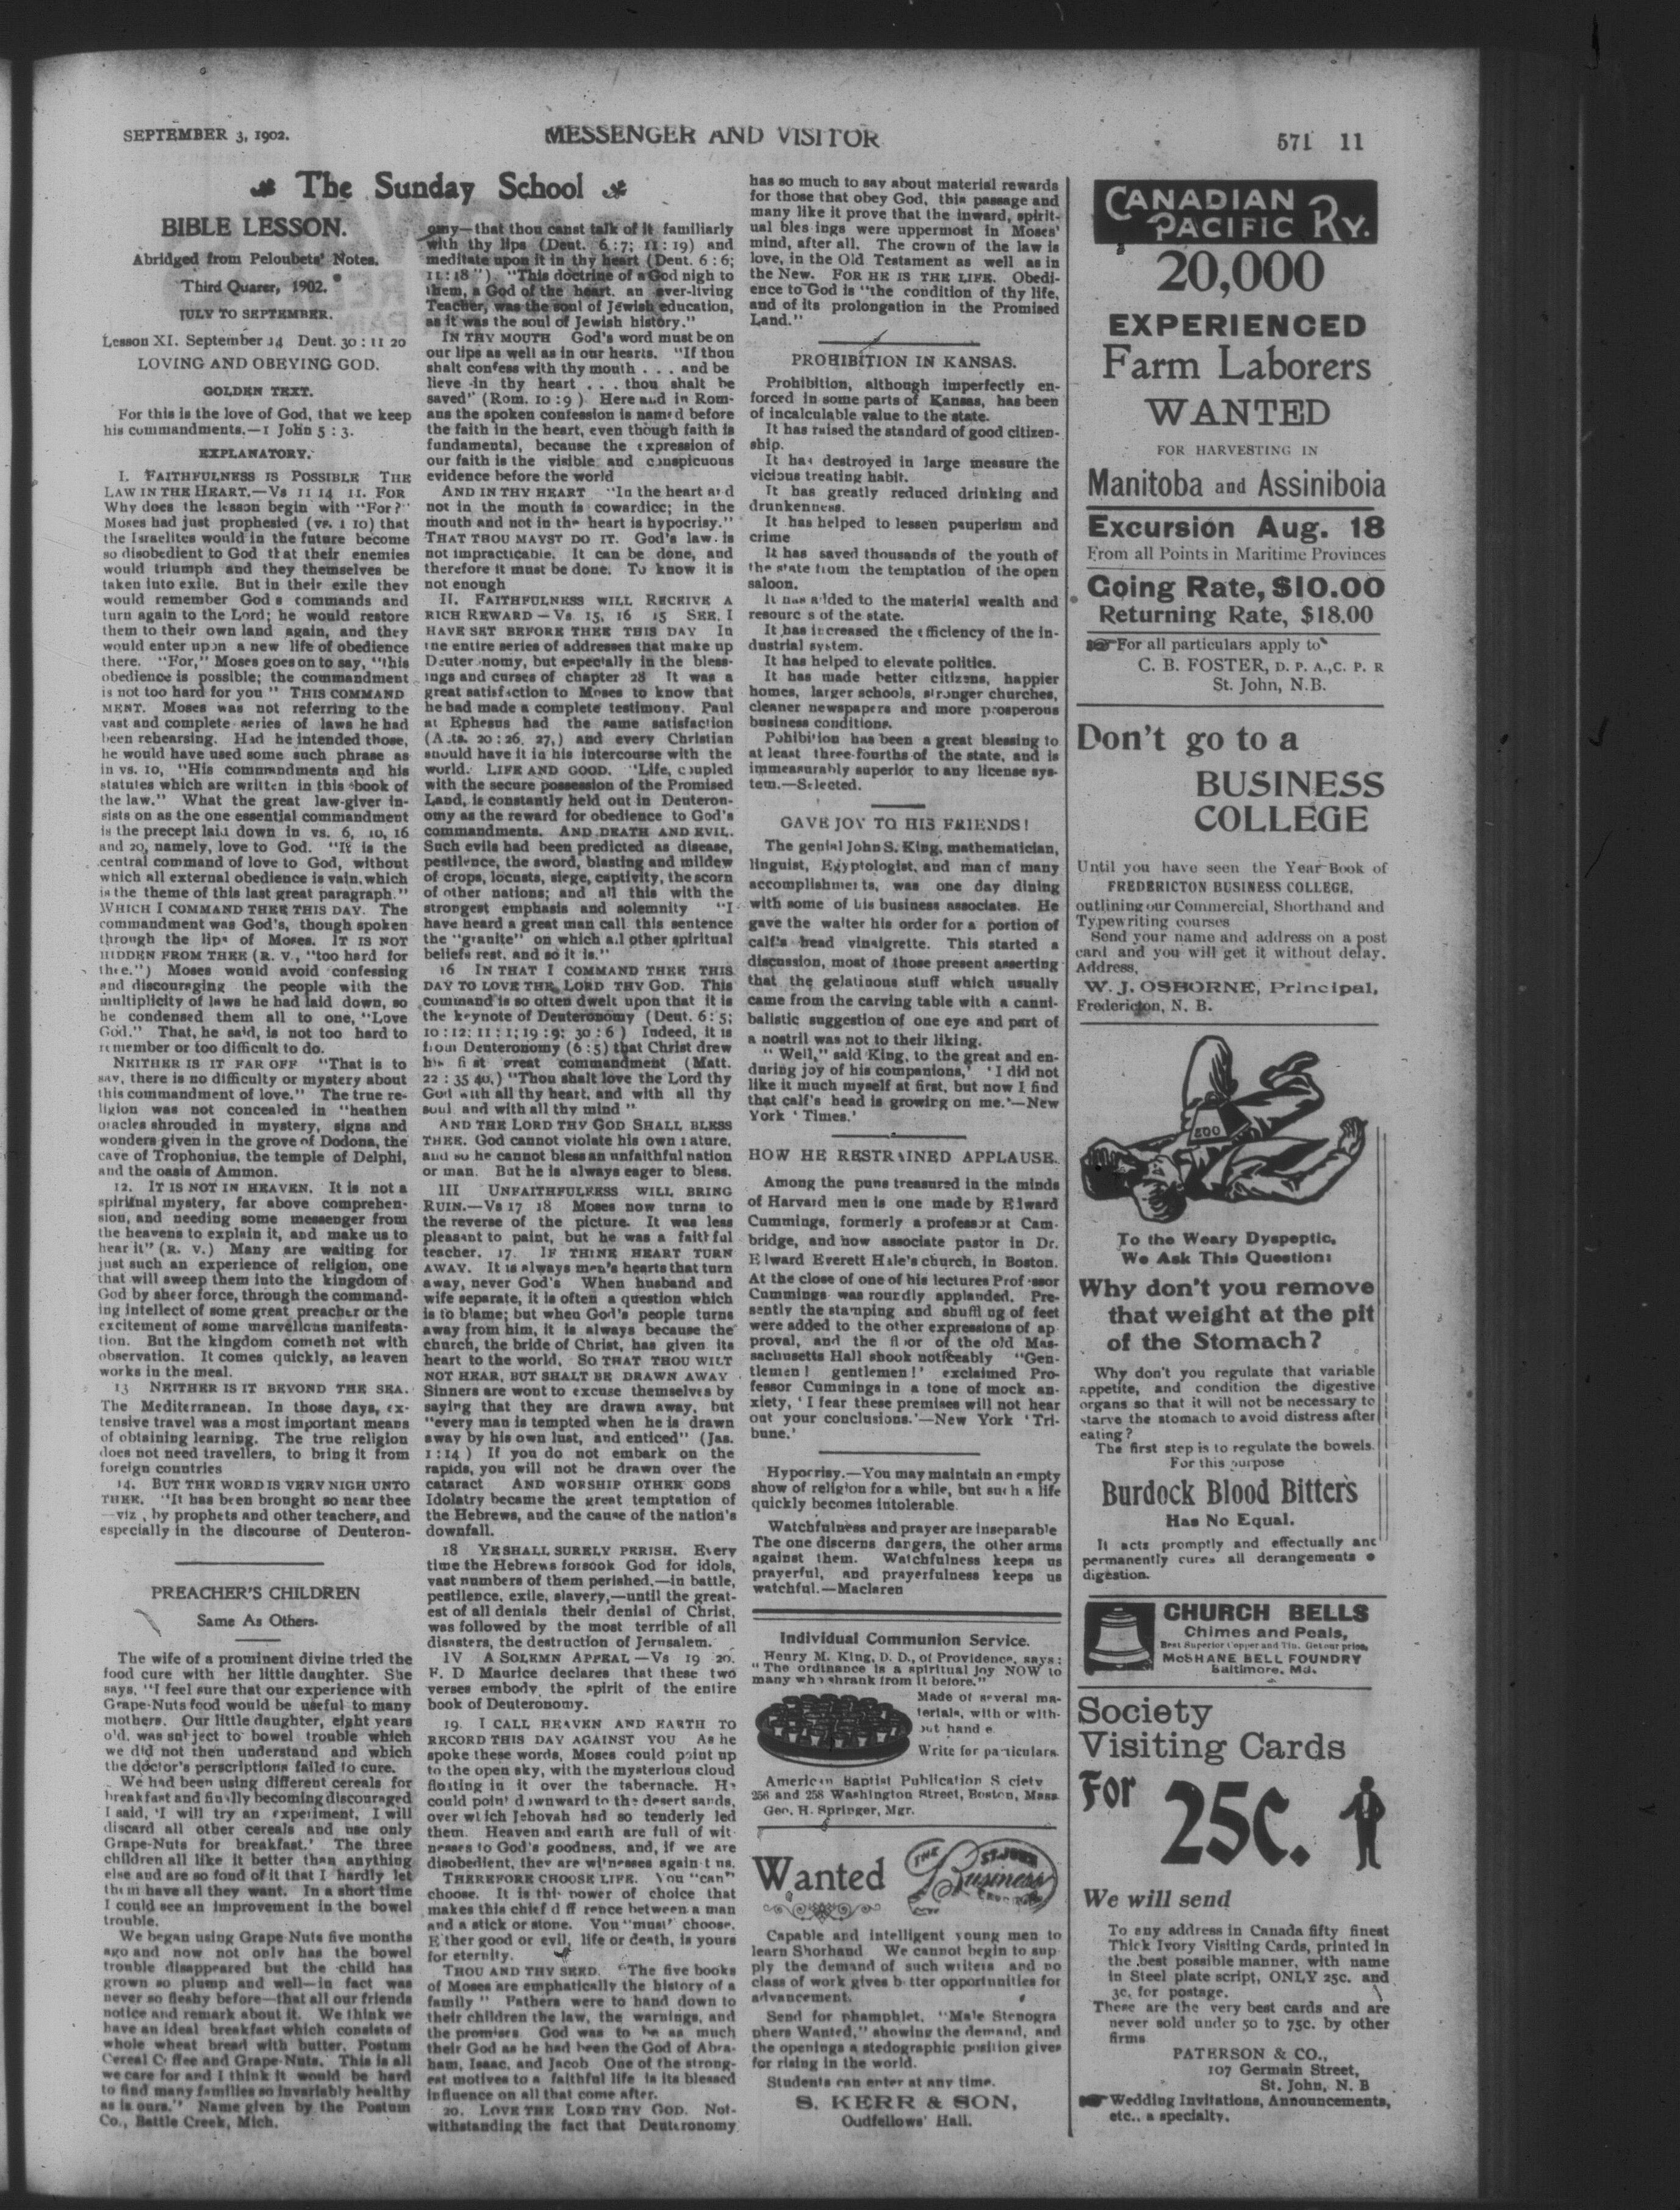 SEPTEMBER 3, 1902.
MESSENGER AND VISITOR
571 11
The Sunday School
BIBLE LESSON.
Abridged from Peloubets' Notes.
Third Quarer, 1902.
JULY TO SEPTEMBER.
Lesson XI. September 14 Deut. 30 : 11 20
LOVING AND OBEYING GOD.
GOLDEN TEXT.
For this is the love of God, that we keep
his commandments.—1 John 5 : 3.
EXPLANATORY.
I. FAITHFULNESS IS POSSIBLE THE
LAW IN THE HEART.—Vs 11 14 11. FOR
Why does the lesson begin with "For?"
Moses had just prophesied (vs. 1 10) that
the Israelites would in the future become
so disobedient to God that their enemies
would triumph and they themselves be
taken into exile. But in their exile they
would remember God s commands and
turn again to the Lord; he would restore
them to their own land again, and they
would enter upon a new life of obedience
there. "For," Moses goes on to say, "this
obedience is possible; the commandment
is not too hard for you " THIS COMMAND
MENT. Moses was not referring to the
vast and complete series of laws he had
been rehearsing. Had he intended those,
he would have used some such phrase as
in vs. 10, "His commandments and his
statutes which are written in this book of
the law." What the great law-giver in-
sists on as the one essential commandment
is the precept laid down in vs. 6, 10, 16
and 20, namely, love to God. "It is the
central command of love to God, without
which all external obedience is vain, which
is the theme of this last great paragraph."
WHICH I COMMAND THEE THIS DAY. The
commandment was God's, though spoken
through the lips of Moses. IT IS NOT
HIDDEN FROM THEE (R. V., "too hard for
thee.") Moses would avoid confessing
and discouraging the people with the
multiplicity of laws he had laid down, so
he condensed them all to one, "Love
God." That, he said, is not too hard to
remember or too difficult to do.
NEITHER IS IT FAR OFF "That is to
say, there is no difficulty or mystery about
this commandment of love." The true re-
ligion was not concealed in "heathen
oracles shrouded in mystery, signs and
wonders given in the grove of Dodona, the
cave of Trophonius, the temple of Delphi,
and the oasis of Ammon.
12. IT IS NOT IN HEAVEN. It is not a
spiritual mystery, far above comprehen-
sion, and needing some messenger from
the heavens to explain it, and make us to
hear it" (R. V.) Many are waiting for
just such an experience of religion, one
that will sweep them into the kingdom of
God by sheer force, through the command-
ing intellect of some great preacher or the
excitement of some marvellous manifesta-
tion. But the kingdom cometh not with
observation. It comes quickly, as leaven
works in the meal.
13 NEITHER IS IT BEYOND THE SEA.
The Mediterranean. In those days, ex-
tensive travel was a most important means
of obtaining learning. The true religion
does not need travellers, to bring it from
foreign countries
14. BUT THE WORD IS VERY NIGH UNTO
THEE. "It has been brought so near thee
—viz , by prophets and other teachers, and
especially in the discourse of Deuteron-
PREACHER'S CHILDREN
Same As Others.
The wife of a prominent divine tried the
food cure with her little daughter. She
says, "I feel sure that our experience with
Grape-Nuts food would be useful to many
mothers. Our little daughter, eight years
o'd, was subject to bowel trouble which
we did not then understand and which
the doctor's perscriptions failed to cure.
We had been using different cereals for
breakfast and finally becoming discouraged
I said, 'I will try an experiment, I will
discard all other cereals and use only
Grape-Nuts for breakfast.' The three
children all like it better than anything
else and are so fond of it that I hardly let
them have all they want. In a short time
I could see an improvement in the bowel
trouble.
We began using Grape Nuts five months
ago and now not only has the bowel
trouble disappeared but the child has
grown so plump and well—in fact was
never so fleshy before—that all our friends
notice and remark about it. We think we
have an ideal breakfast which consists of
whole wheat bread with butter, Postum
Cereal C ffee and Grape-Nuts. This is all
we care for and I think it would be hard
to find many families so invariably healthy
as is ours." Name given by the Postum
Co., Battle Creek, Mich.
omy—that thou canst talk of it familiarly
with thy lips (Deut. 6 : 7; 11 : 19) and
meditate upon it in thy heart (Deut. 6 : 6;
11 : 18 "). "This doctrine of a God nigh to
them, a God of the heart. an ever-living
Teacher, was the soul of Jewish education,
as it was the soul of Jewish history."
IN THY MOUTH God's word must be on
our lips as well as in our hearts. "If thou
shalt confess with thy mouth . . . and be
lieve in thy heart . . . thou shalt be
saved" (Rom. 10 : 9 ) Here and in Rom-
ans the spoken confession is named before
the faith in the heart, even though faith is
fundamental, because the expression of
our faith is the visible and conspicuous
evidence before the world
AND IN THY HEART "In the heart and
not in the mouth is cowardice; in the
mouth and not in the heart is hypocrisy."
THAT THOU MAYST DO IT. God's law is
not impracticable. It can be done, and
therefore it must be done. To know it is
not enough
II. FAITHFULNESS WILL RECEIVE A
RICH REWARD — Vs. 15, 16 15 SEE, I
HAVE SET BEFORE THEE THIS DAY In
the entire series of addresses that make up
Deuter nomy, but especially in the bless-
ings and curses of chapter 28 It was a
great satisfaction to Moses to know that
he had made a complete testimony. Paul
at Ephesus had the same satisfaction
(A ts. 20 : 26, 27,) and every Christian
should have it in his intercourse with the
world. LIFE AND GOOD. "Life, c upled
with the secure possession of the Promised
Land, is constantly held out in Deuteron-
omy as the reward for obedience to God's
commandments. AND DEATH AND EVIL.
Such evils had been predicted as disease,
pestilence, the sword, blasting and mildew
of crops, locusts, siege, captivity, the scorn
of other nations; and all this with the
strongest emphasis and solemnity "I
have heard a great man call this sentence
the "granite" on which all other spiritual
beliefs rest, and so it is."
16 IN THAT I COMMAND THEE THIS
DAY TO LOVE THE LORD THY GOD. This
command is so often dwelt upon that it is
the keynote of Deuteronomy (Deut. 6 : 5;
10 : 12; 11 : 1; 19 : 9; 30 : 6 ) Indeed, it is
from Deuteronomy (6 : 5) that Christ drew
his fi st great commandment (Matt.
22 : 35 40,) "Thou shalt love the Lord thy
God with all thy heart, and with all thy
soul and with all thy mind "
AND THE LORD THY GOD SHALL BLESS
THEE. God cannot violate his own nature,
and so he cannot bless an unfaithful nation
or man. But he is always eager to bless.
III UNFAITHFULFESS WILL BRING
RUIN.—Vs 17 18 Moses now turns to
the reverse of the picture. It was less
pleasant to paint, but he was a faithful
teacher. 17. IF THINE HEART TURN
AWAY. It is always men's hearts that turn
away, never God's When husband and
wife separate, it is often a question which
is to blame; but when God's people turns
away from him, it is always because the
church, the bride of Christ, has given its
heart to the world. SO THAT THOU WILT
NOT HEAR, BUT SHALT BE DRAWN AWAY
Sinners are wont to excuse themselves by
saying that they are drawn away, but
"every man is tempted when he is drawn
away by his own lust, and enticed" (Jas.
1 : 14 ) If you do not embark on the
rapids, you will not be drawn over the
cataract AND WORSHIP OTHER GODS
Idolatry became the great temptation of
the Hebrews, and the cause of the nation's
downfall.
18 YE SHALL SURELY PERISH. Every
time the Hebrews forsook God for idols,
vast numbers of them perished,—in battle,
pestilence, exile, slavery,—until the great-
est of all denials their denial of Christ,
was followed by the most terrible of all
disasters, the destruction of Jerusalem.
IV A SOLEMN APPEAL —Vs 19 20.
F. D Maurice declares that these two
verses embody the spirit of the entire
book of Deuteronomy.
19. I CALL HEAVEN AND EARTH TO
RECORD THIS DAY AGAINST YOU As he
spoke these words, Moses could point up
to the open sky, with the mysterious cloud
floating in it over the tabernacle. He
could point downward to the desert sands,
over which Jehovah had so tenderly led
them. Heaven and earth are full of wit-
nesses to God's goodness, and, if we are
disobedient, they are witnesses again t us.
THEREFORE CHOOSE LIFE. You "can"
choose. It is this power of choice that
makes this chief d ff rence between a man
and a stick or stone. You "must" choose.
E ther good or evil, life or death, is yours
for eternity.
THOU AND THY SEED. "The five books
of Moses are emphatically the history of a
family " Fathers were to hand down to
their children the law, the warnings, and
the promises God was to be as much
their God as he had been the God of Abra-
ham, Isaac, and Jacob One of the strong-
est motives to a faithful life is its blessed
influence on all that come after.
20. LOVE THE LORD THY GOD. Not-
withstanding the fact that Deuteronomy
has so much to say about material rewards
for those that obey God, this passage and
many like it prove that the inward, spirit-
ual bles ings were uppermost in Moses'
mind, after all. The crown of the law is
love, in the Old Testament as well as in
the New. FOR HE IS THE LIFE. Obedi-
ence to God is "the condition of thy life,
and of its prolongation in the Promised
Land."
PROHIBITION IN KANSAS.
Prohibition, although imperfectly en-
forced in some parts of Kansas, has been
of incalculable value to the state.
It has raised the standard of good citizen-
ship.
It has destroyed in large measure the
vicious treating habit.
It has greatly reduced drinking and
drunkenness.
It has helped to lessen pauperism and
crime
It has saved thousands of the youth of
the state from the temptation of the open
saloon.
It has added to the material wealth and
resourc s of the state.
It has increased the efficiency of the in-
dustrial system.
It has helped to elevate politics.
It has made better citizens, happier
homes, larger schools, stronger churches,
cleaner newspapers and more prosperous
business conditions.
Pohibition has been a great blessing to
at least three-fourths of the state, and is
immeasurably superior to any license sys-
tem.—Selected.
GAVE JOY TO HIS FRIENDS!
The genial John S. King, mathematician,
linguist, Egyptologist, and man of many
accomplishments, was one day dining
with some of his business associates. He
gave the waiter his order for a portion of
calf's head vinaigrette. This started a
discussion, most of those present asserting
that the gelatinous stuff which usually
came from the carving table with a canni-
balistic suggestion of one eye and part of
a nostril was not to their liking.
" Well," said King, to the great and en-
during joy of his companions,' 'I did not
like it much myself at first, but now I find
that calf's head is growing on me.'—New
York ' Times.'
HOW HE RESTRAINED APPLAUSE.
Among the puns treasured in the minds
of Harvard men is one made by Edward
Cummings, formerly a professor at Cam-
bridge, and now associate pastor in Dr.
Edward Everett Hale's church, in Boston.
At the close of one of his lectures Professor
Cummings was roundly applauded. Pre-
sently the stamping and shuffling of feet
were added to the other expressions of ap
proval, and the floor of the old Mas-
sachusetts Hall shook noticeably "Gen-
tlemen! gentlemen!' exclaimed Pro-
fessor Cummings in a tone of mock an-
xiety, ' I fear these premises will not hear
out your conclusions.'—New York 'Tri-
bune.'
Hypocrisy.—You may maintain an empty
show of religion for a while, but such a life
quickly becomes intolerable.
Watchfulness and prayer are inseparable
The one discerns dangers, the other arms
against them. Watchfulness keeps us
prayerful, and prayerfulness keeps us
watchful.—Maclaren
Individual Communion Service.
Henry M. King, D. D., of Providence, says:
" The ordinance is a spiritual joy NOW to
many who shrank from it before."
Made of several ma-
terials, with or with-
out hand e
Write for particulars.
American Baptist Publication S ciety
256 and 258 Washington Street, Boston, Mass
Geo. H. Springer, Mgr.
Wanted
THE ST. JOHN
Business
COLLEGE
Capable and intelligent young men to
learn Shorhand We cannot begin to sup-
ply the demand of such writers and no
class of work gives better opportunities for
advancement.
Send for phamphlet, "Male Stenogra
phers Wanted," showing the demand, and
the openings a stedographic position gives
for rising in the world.
Students can enter at any time.
S. KERR & SON,
Oudfellows' Hall.
CANADIAN
PACIFIC RY.
20,000
EXPERIENCED
Farm Laborers
WANTED
FOR HARVESTING IN
Manitoba and Assiniboia
Excursion Aug. 18
From all Points in Maritime Provinces
Going Rate, $10.00
Returning Rate, $18.00
For all particulars apply to
C. B. FOSTER, D. P. A., C. P. R
St. John, N.B.
Don't go to a
BUSINESS
COLLEGE
Until you have seen the Year Book of
FREDERICTON BUSINESS COLLEGE,
outlining our Commercial, Shorthand and
Typewriting courses
Send your name and address on a post
card and you will get it without delay.
Address,
W. J. OSBORNE, Principal,
Fredericton, N. B.
500
To the Weary Dyspeptic,
We Ask This Question:
Why don't you remove
that weight at the pit
of the Stomach?
Why don't you regulate that variable
appetite, and condition the digestive
organs so that it will not be necessary to
starve the stomach to avoid distress after
eating?
The first step is to regulate the bowels.
For this purpose
Burdock Blood Bitters
Has No Equal.
It acts promptly and effectually and
permanently cures all derangements o
digestion.
CHURCH BELLS
Chimes and Peals,
Best Superior Copper and Tin. Get our price,
McSHANE BELL FOUNDRY
Baltimore, Md.
Society
Visiting Cards
For
25c.
We will send
To any address in Canada fifty finest
Thick Ivory Visiting Cards, printed in
the best possible manner, with name
in Steel plate script, ONLY 25c. and
3c. for postage.
These are the very best cards and are
never sold under 50 to 75c. by other
firms
PATERSON & CO.,
107 Germain Street,
St. John, N. B
Wedding Invitations, Announcements,
etc., a specialty.